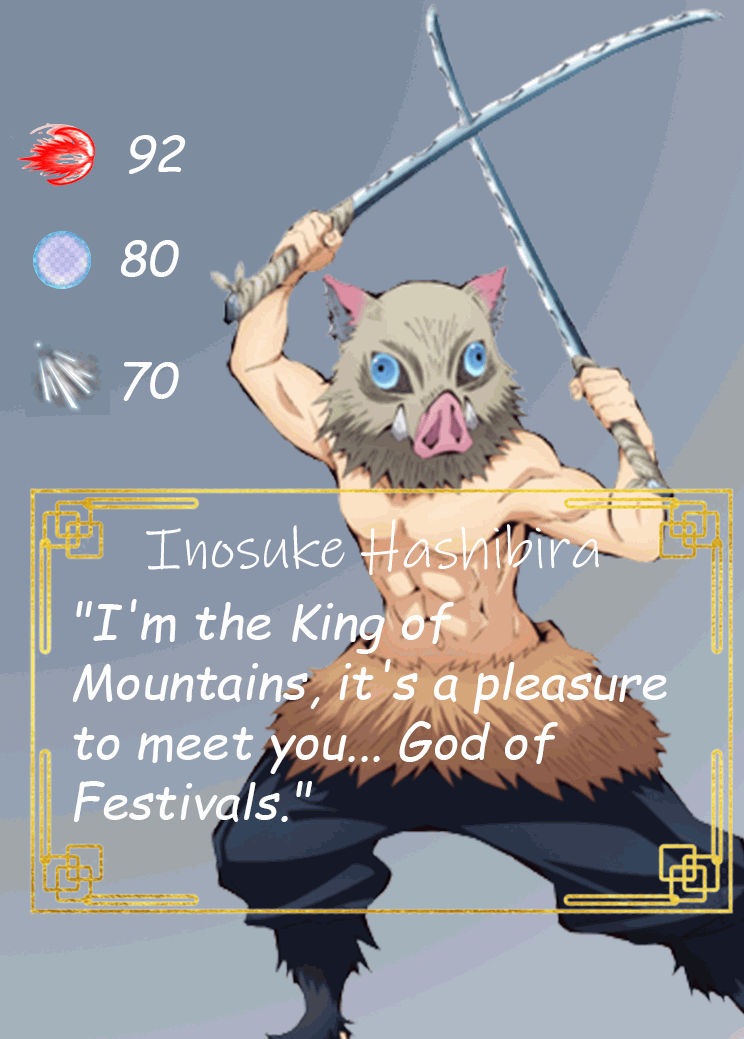 92
80
70
Inosuke Hashibira
"I'm the King of
Mountains, it's a pleasure
to meet you... God of
Festivals."